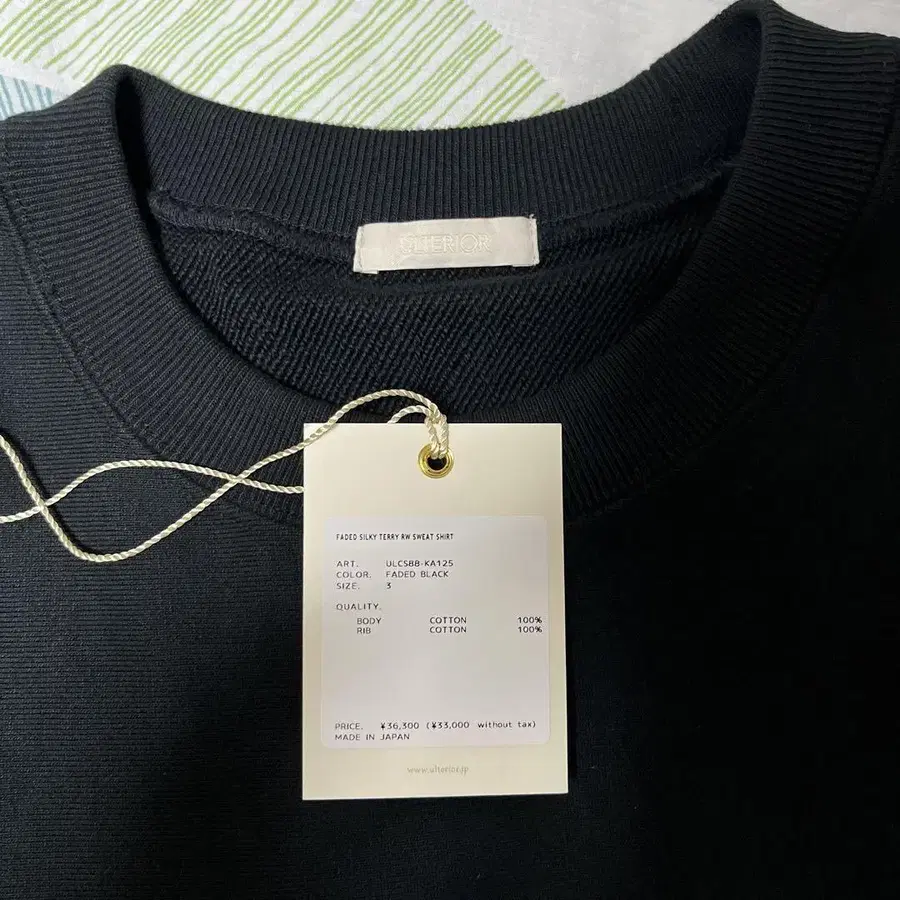 ULTERIOR
FADED SILKY TERRY RW SWEAT SHIRT
ART. ULCS88-KA125
COLOR. FADED BLACK
SIZE. 3
QUALITY.
BODY COTTON 100%
RIB COTTON 100%
PRICE. ¥36,300 (¥33,000 without tax)
MADE IN JAPAN
www.ulterior.jp